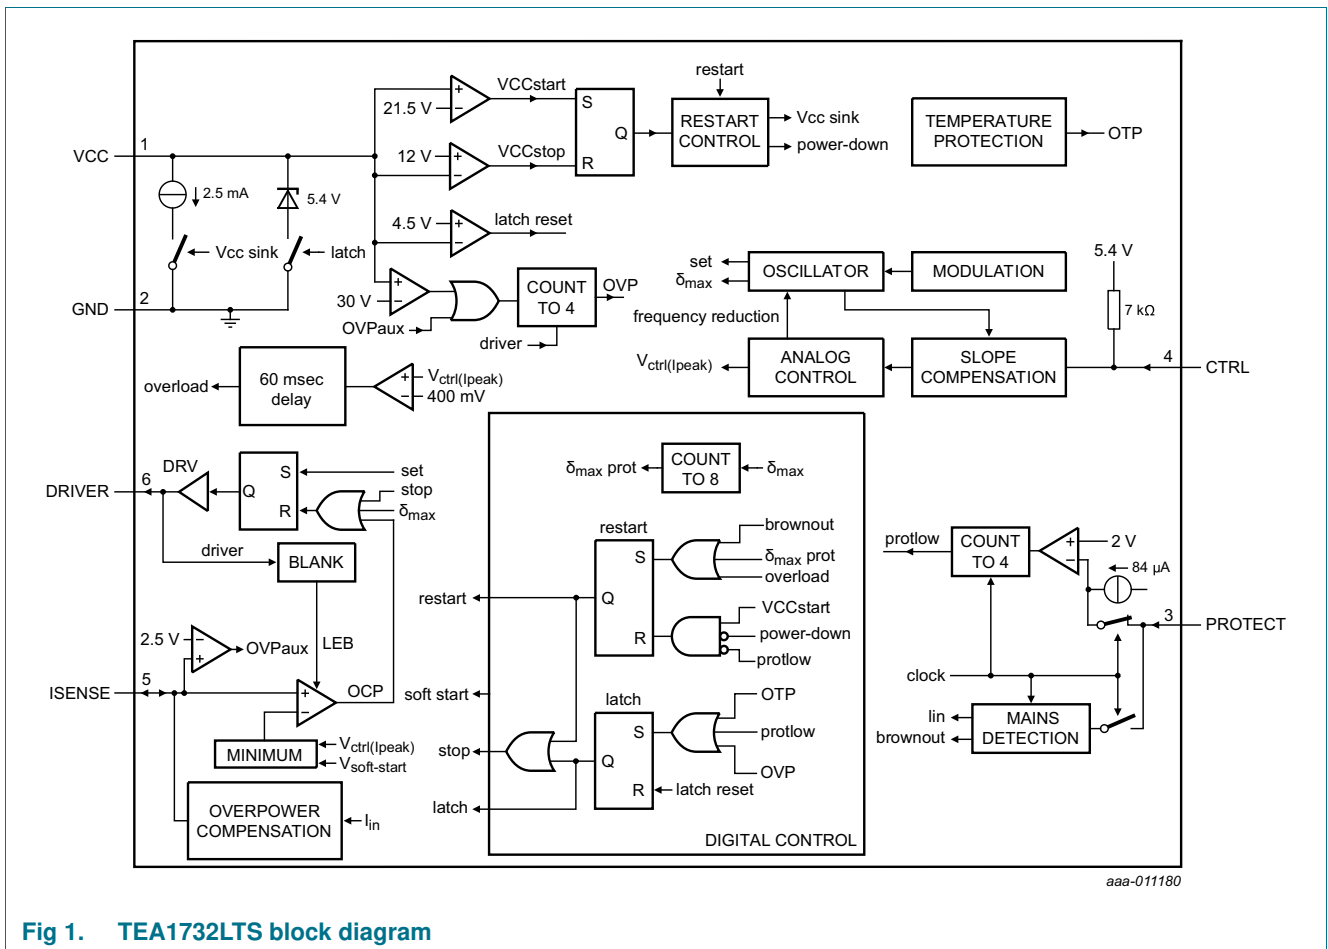 restart
VCCstart
21.5 V
S
Q
R
RESTART
CONTROL
Vcc sink
power-down
TEMPERATURE
PROTECTION
OTP
1
VCC
12 V
VCCstop
2.5 mA
5.4 V
4.5 V
latch reset
Vcc sink
latch
2
GND
30 V
OVPaux
COUNT
TO 4
OVP
driver
set
δmax
OSCILLATOR
MODULATION
5.4 V
7 kΩ
frequency reduction
Vctrl(Ipeak)
ANALOG
CONTROL
SLOPE
COMPENSATION
4
CTRL
overload
60 msec
delay
Vctrl(Ipeak)
400 mV
DRV
6
DRIVER
Q
S
R
set
stop
δmax
driver
BLANK
LEB
2.5 V
OVPaux
5
ISENSE
OCP
MINIMUM
Vctrl(Ipeak)
Vsoft-start
OVERPOWER
COMPENSATION
Iin
δmax prot
COUNT
TO 8
δmax
restart
S
Q
R
brownout
δmax prot
overload
VCCstart
power-down
protlow
restart
soft start
stop
latch
latch
S
Q
R
OTP
protlow
OVP
latch reset
DIGITAL CONTROL
protlow
COUNT
TO 4
2 V
84 µA
3
PROTECT
clock
lin
brownout
MAINS
DETECTION
aaa-011180
Fig 1. TEA1732LTS block diagram